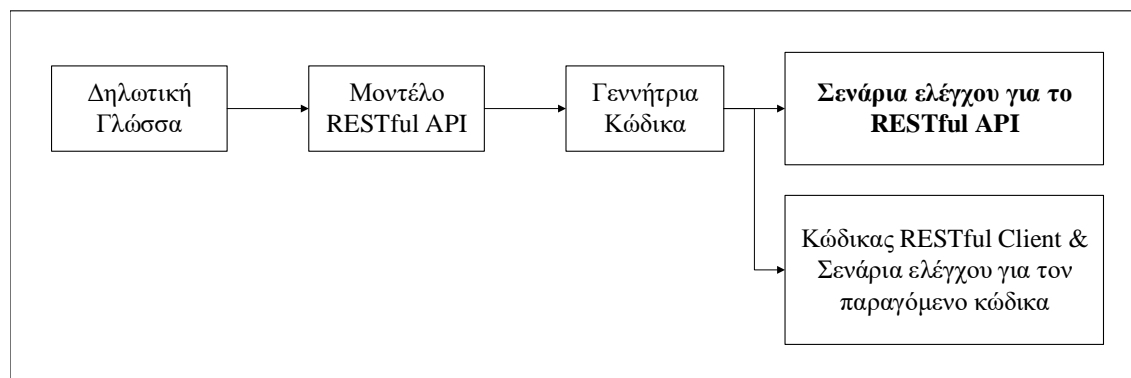 Δηλωτική
Γλώσσα
Μοντέλο
RESTful API
Γεννήτρια
Κώδικα
Σενάρια ελέγχου για το
RESTful API
Κώδικας RESTful Client &
Σενάρια ελέγχου για τον
παραγόμενο κώδικα